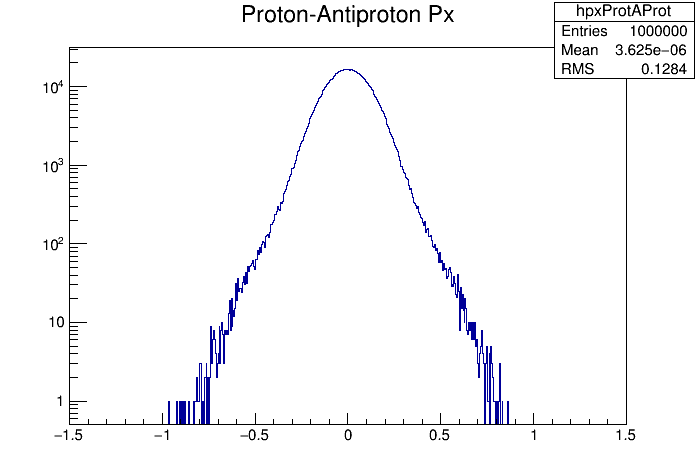 Proton-Antiproton Px
hpxProtAProt
Entries 1000000
Mean 3.625e-06
RMS 0.1284
10⁴
10³
10²
10
1
−1.5 −1 −0.5 0 0.5 1 1.5